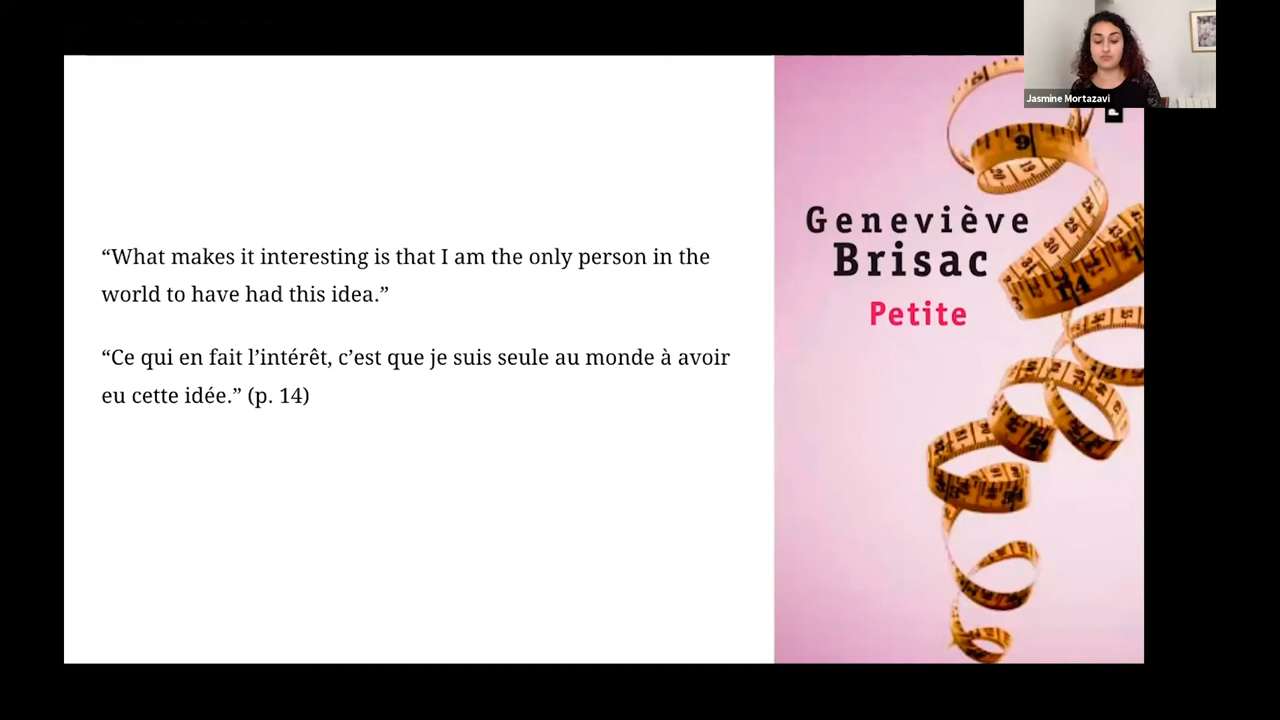 “What makes it interesting is that I am the only person in the
world to have had this idea.”
“Ce qui en fait l’intérêt, c’est que je suis seule au monde à avoir
eu cette idée.” (p. 14)
Jasmine Mortazavi
Geneviève
Brisac
Petite